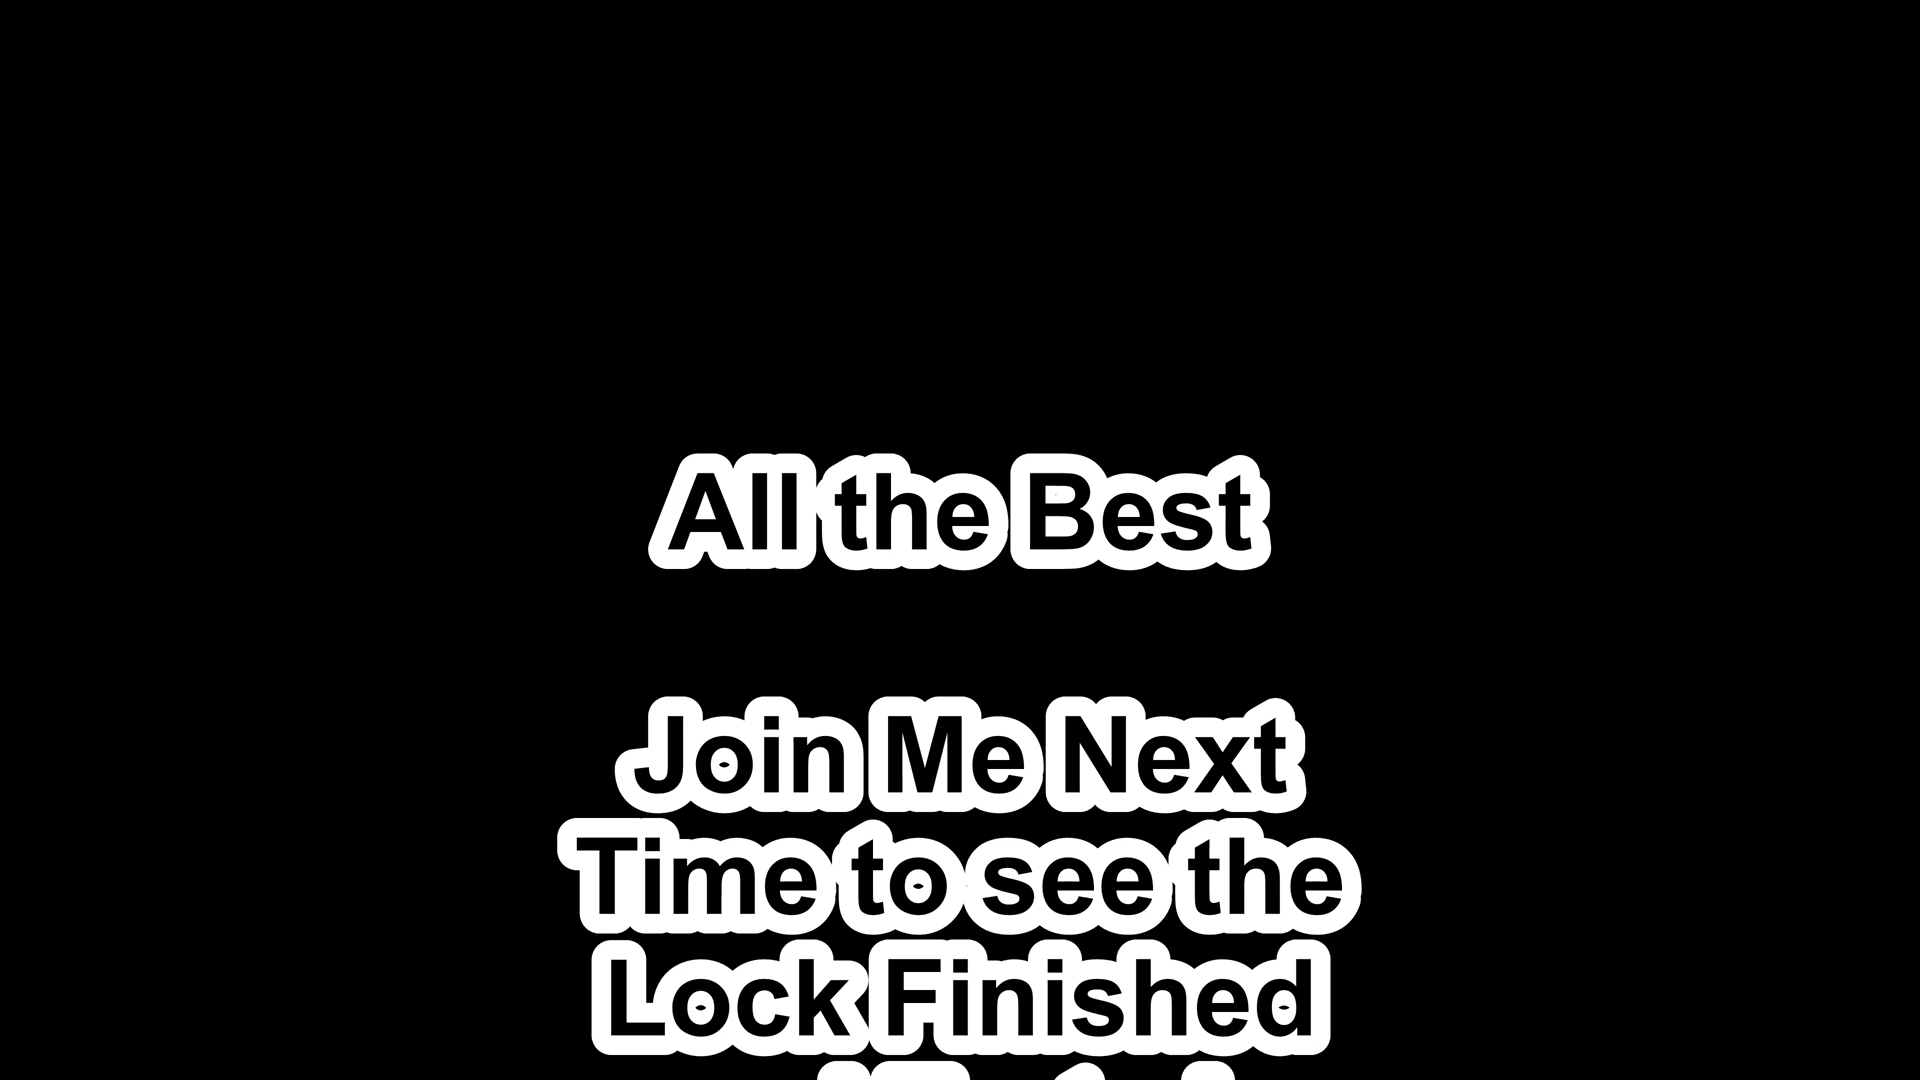 All the Best
Join Me Next
Time to see the
Lock Finished